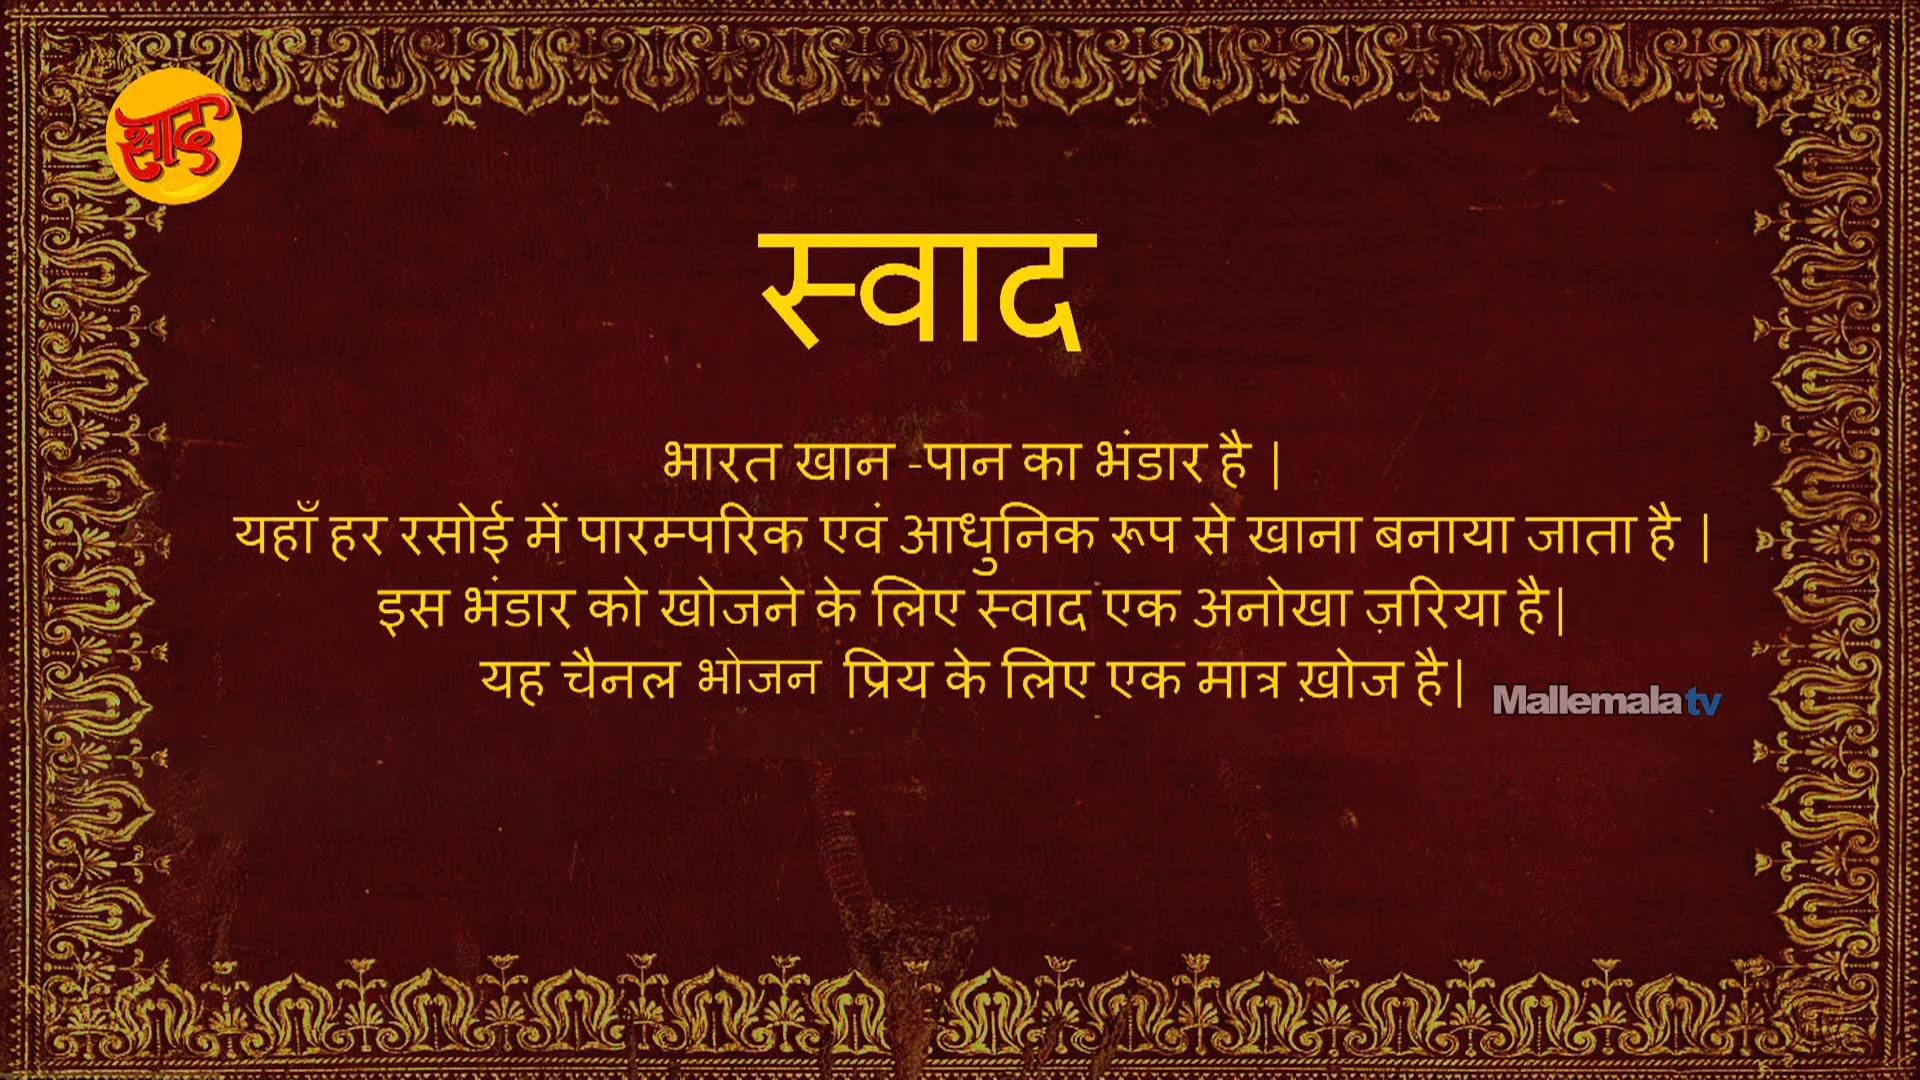 स्वाद
स्वाद
भारत खान -पान का भंडार है |
यहाँ हर रसोई में पारम्परिक एवं आधुनिक रूप से खाना बनाया जाता है |
इस भंडार को खोजने के लिए स्वाद एक अनोखा ज़रिया है|
यह चैनल भोजन प्रिय के लिए एक मात्र ख़ोज है|
Mallemalatv